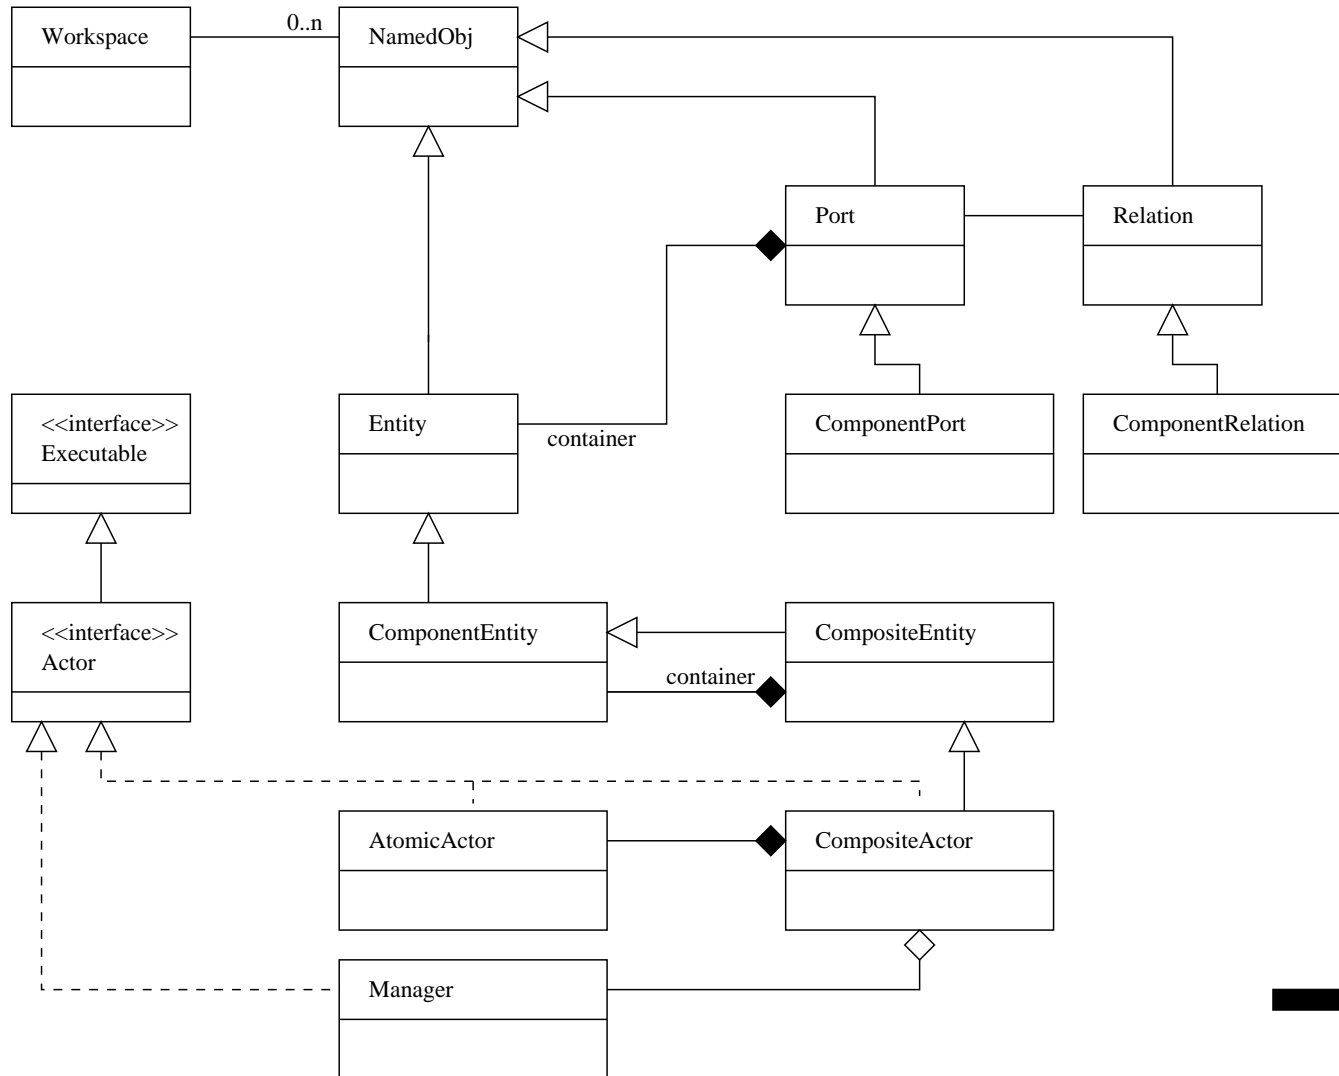 Workspace
0..n
NamedObj
Port
Relation
<<interface>>
Executable
Entity
container
ComponentPort
ComponentRelation
<<interface>>
Actor
ComponentEntity
container
CompositeEntity
AtomicActor
CompositeActor
Manager